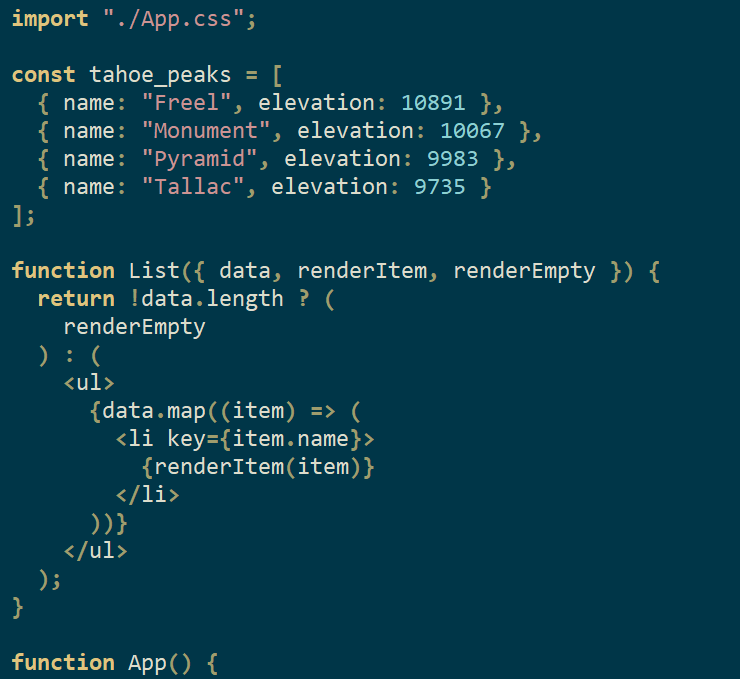 import "./App.css";

const tahoe_peaks = [
  { name: "Freel", elevation: 10891 },
  { name: "Monument", elevation: 10067 },
  { name: "Pyramid", elevation: 9983 },
  { name: "Tallac", elevation: 9735 }
];

function List({ data, renderItem, renderEmpty }) {
  return !data.length ? (
    renderEmpty
  ) : (
    <ul>
      {data.map((item) => (
        <li key={item.name}>
          {renderItem(item)}
        </li>
      ))}
    </ul>
  );
}

function App() {